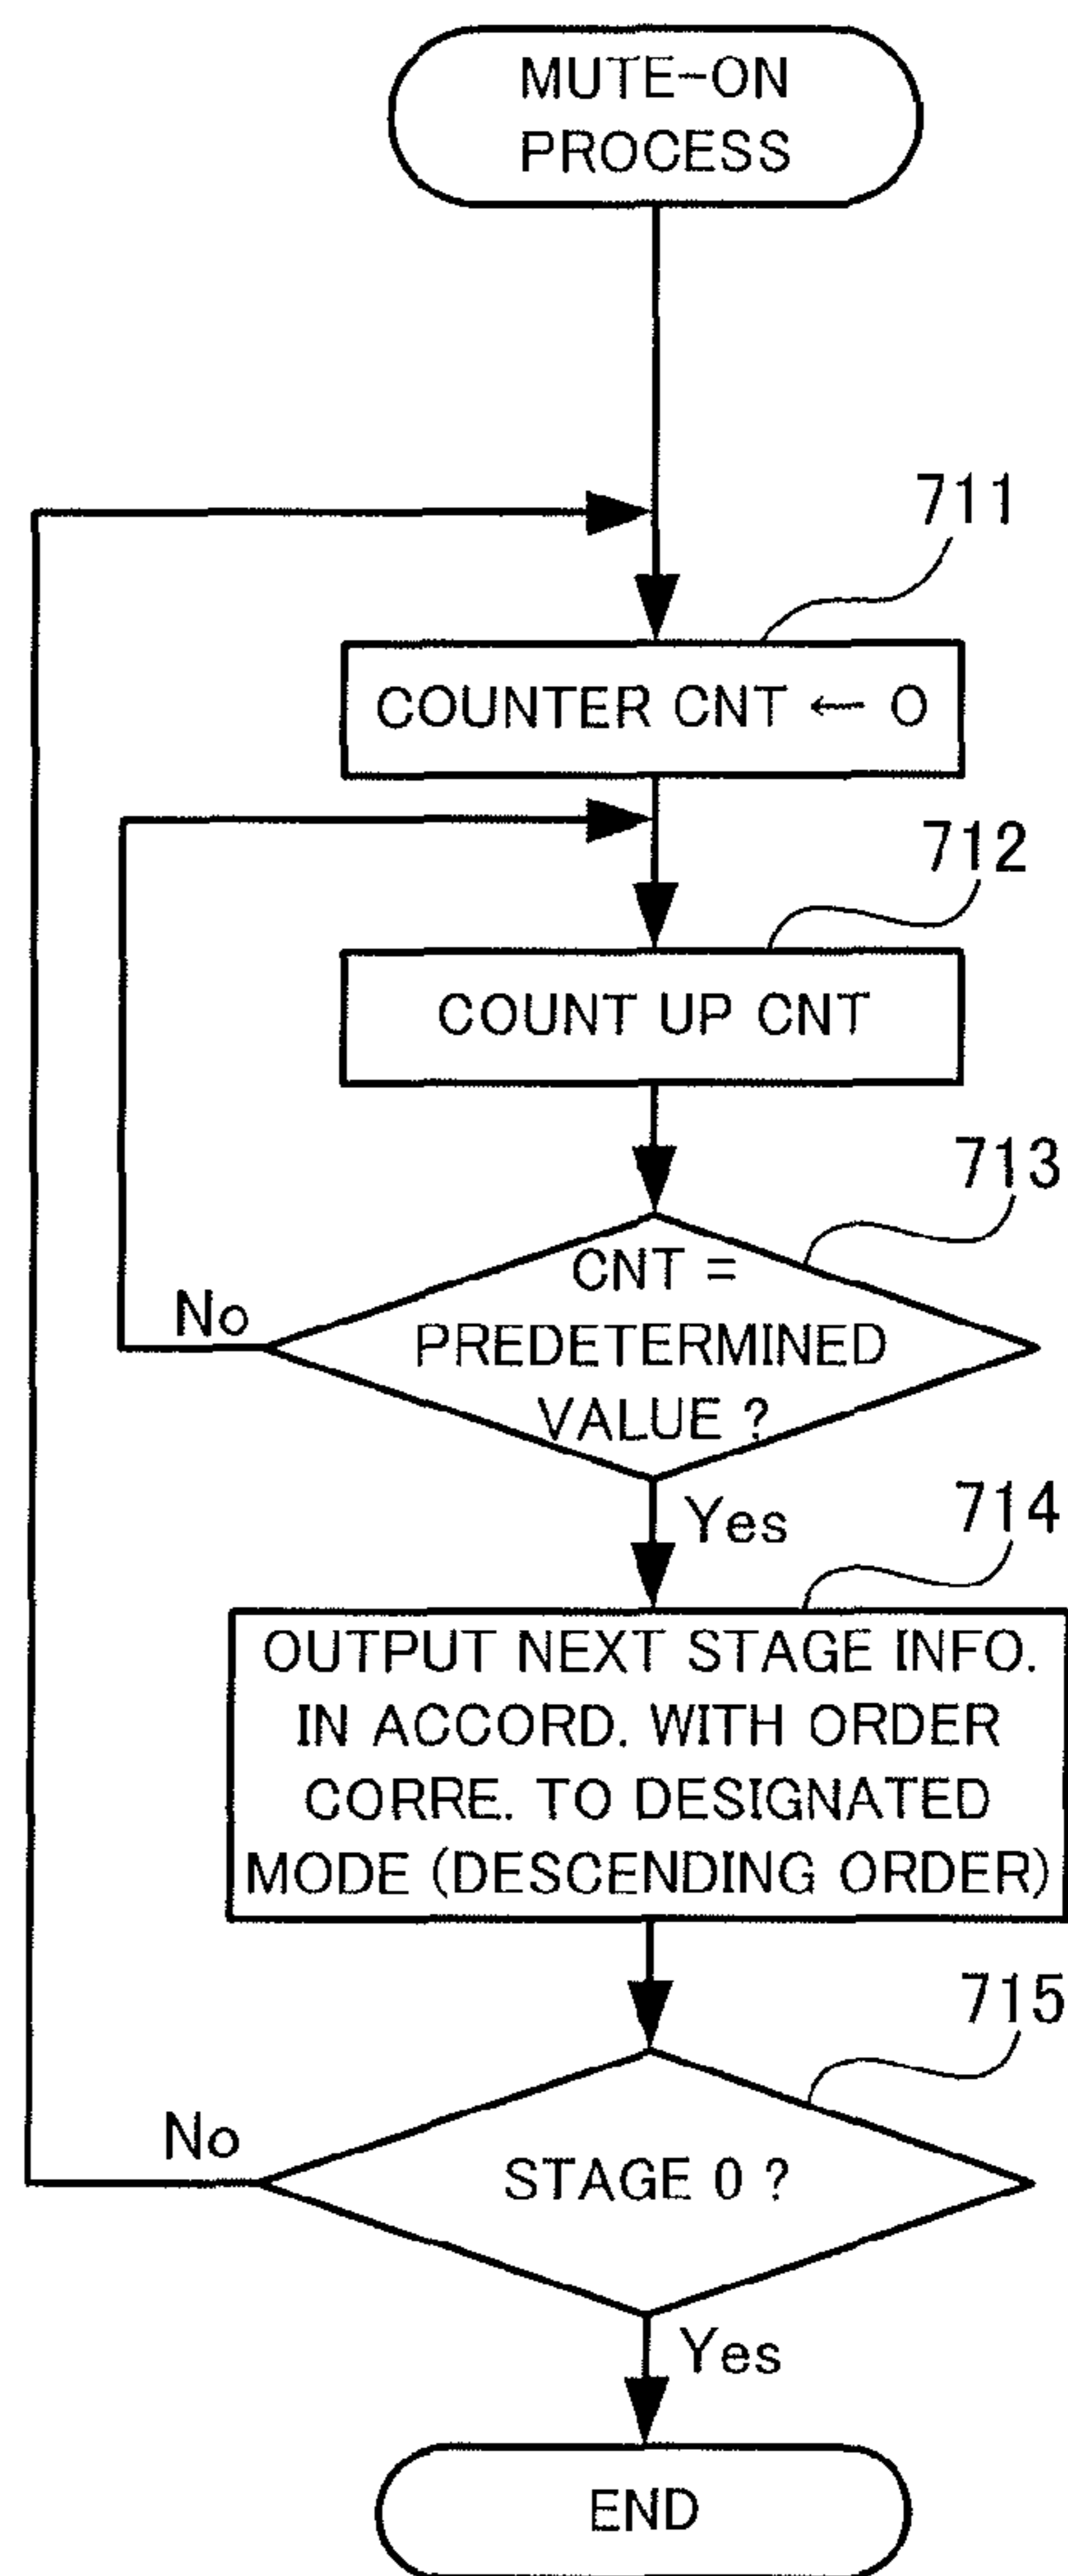 MUTE-ON
PROCESS
711
COUNTER CNT ← 0
712
COUNT UP CNT
713
CNT =
PREDETERMINED
VALUE ?
No
Yes
714
OUTPUT NEXT STAGE INFO.
IN ACCORD. WITH ORDER
CORRE. TO DESIGNATED
MODE (DESCENDING ORDER)
715
No
STAGE 0 ?
Yes
END